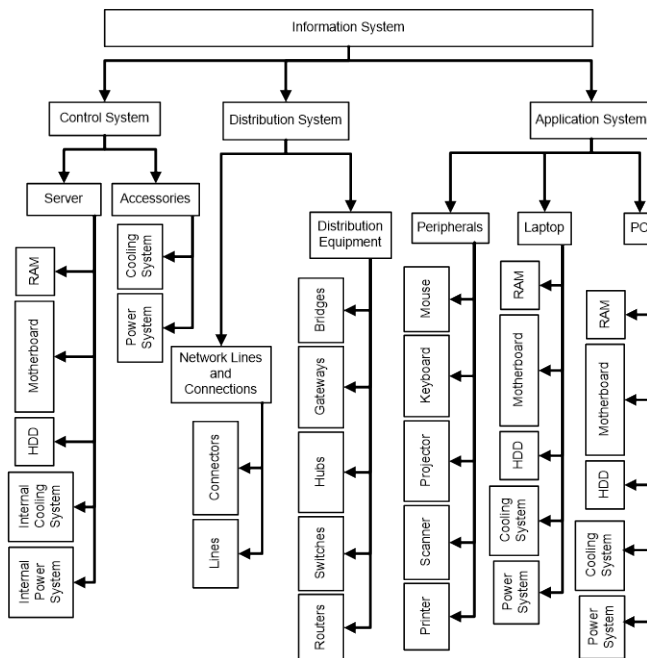 Information System
Control System
Distribution System
Application System
Server
Accessories
Distribution
Equipment
Peripherals
Laptop
PC
RAM
Motherboard
HDD
Internal
Cooling System
Internal
Power
System
Cooling
System
Power
System
Network Lines
and
Connections
Connectors
Lines
Bridges
Gateways
Hubs
Switches
Routers
Mouse
Keyboard
Projector
Scanner
Printer
RAM
Motherboard
HDD
Cooling
System
Power
System
RAM
Motherboard
HDD
Cooling
System
Power
System